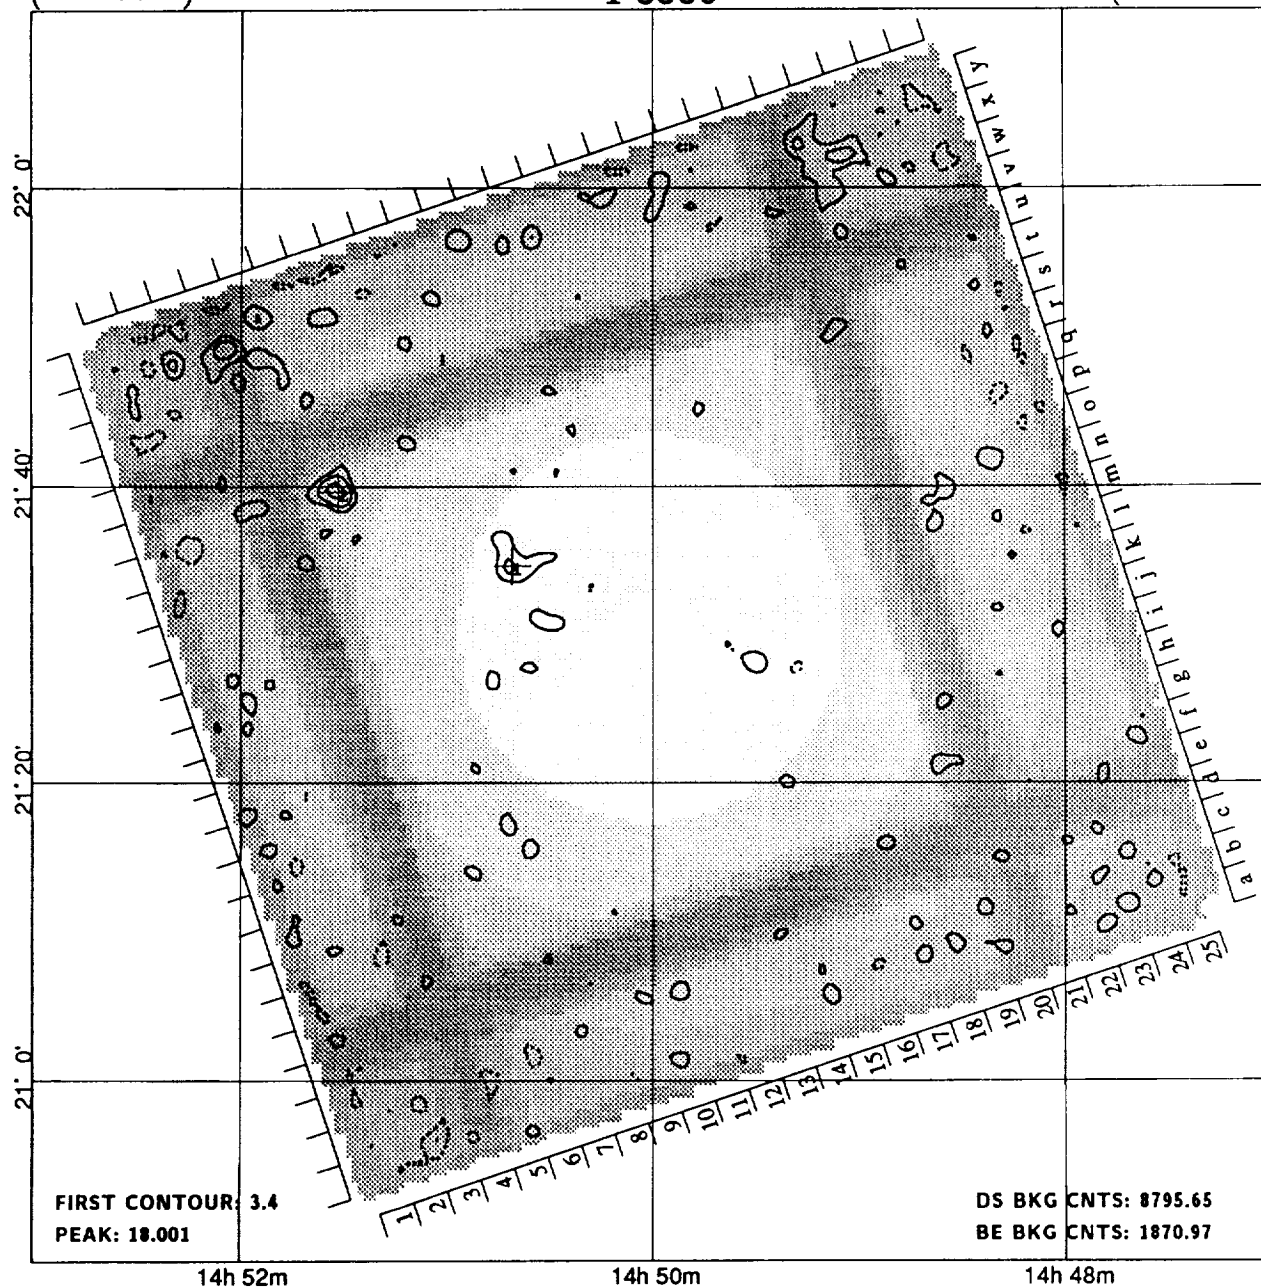 22° 0'
21° 40'
21° 20'
21° 0'
a b c d e f g h i j k l m n o p q r s t u v w x y
1 2 3 4 5 6 7 8 9 10 11 12 13 14 15 16 17 18 19 20 21 22 23 24 25
FIRST CONTOUR: 3.4
PEAK: 18.001
DS BKG CNTS: 8795.65
BE BKG CNTS: 1870.97
14h 52m
14h 50m
14h 48m